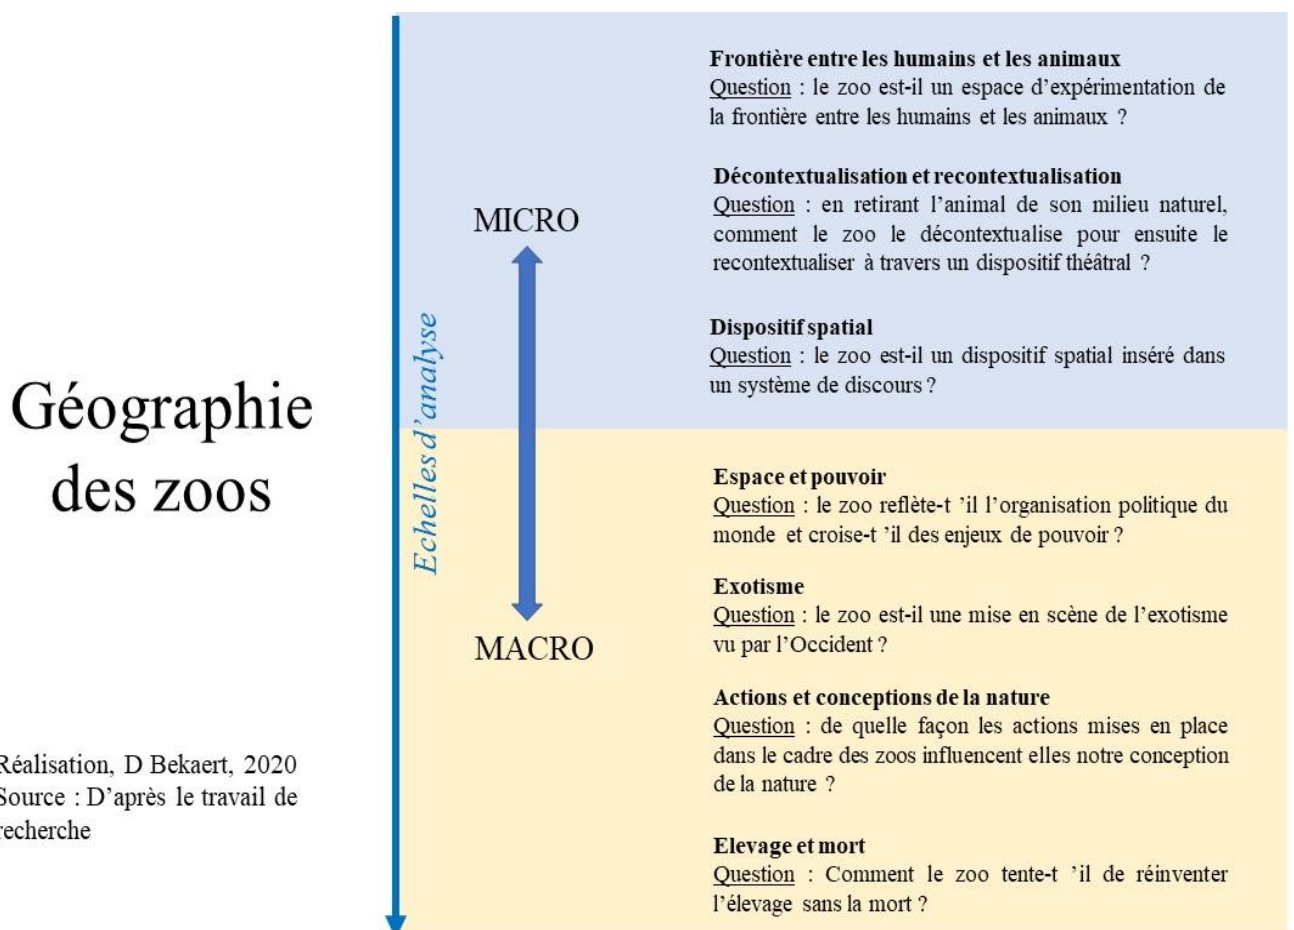 Géographie
des zoos
Réalisation, D Bekaert, 2020
Source : D’après le travail de
recherche
Echelles d’analyse
MICRO
MACRO
Frontière entre les humains et les animaux
Question : le zoo est-il un espace d’expérimentation de
la frontière entre les humains et les animaux ?
Décontextualisation et recontextualisation
Question : en retirant l’animal de son milieu naturel,
comment le zoo le décontextualise pour ensuite le
recontextualiser à travers un dispositif théâtral ?
Dispositif spatial
Question : le zoo est-il un dispositif spatial inséré dans
un système de discours ?
Espace et pouvoir
Question : le zoo reflète-t ’il l’organisation politique du
monde et croise-t ’il des enjeux de pouvoir ?
Exotisme
Question : le zoo est-il une mise en scène de l’exotisme
vu par l’Occident ?
Actions et conceptions de la nature
Question : de quelle façon les actions mises en place
dans le cadre des zoos influencent elles notre conception
de la nature ?
Elevage et mort
Question : Comment le zoo tente-t ’il de réinventer
l’élevage sans la mort ?